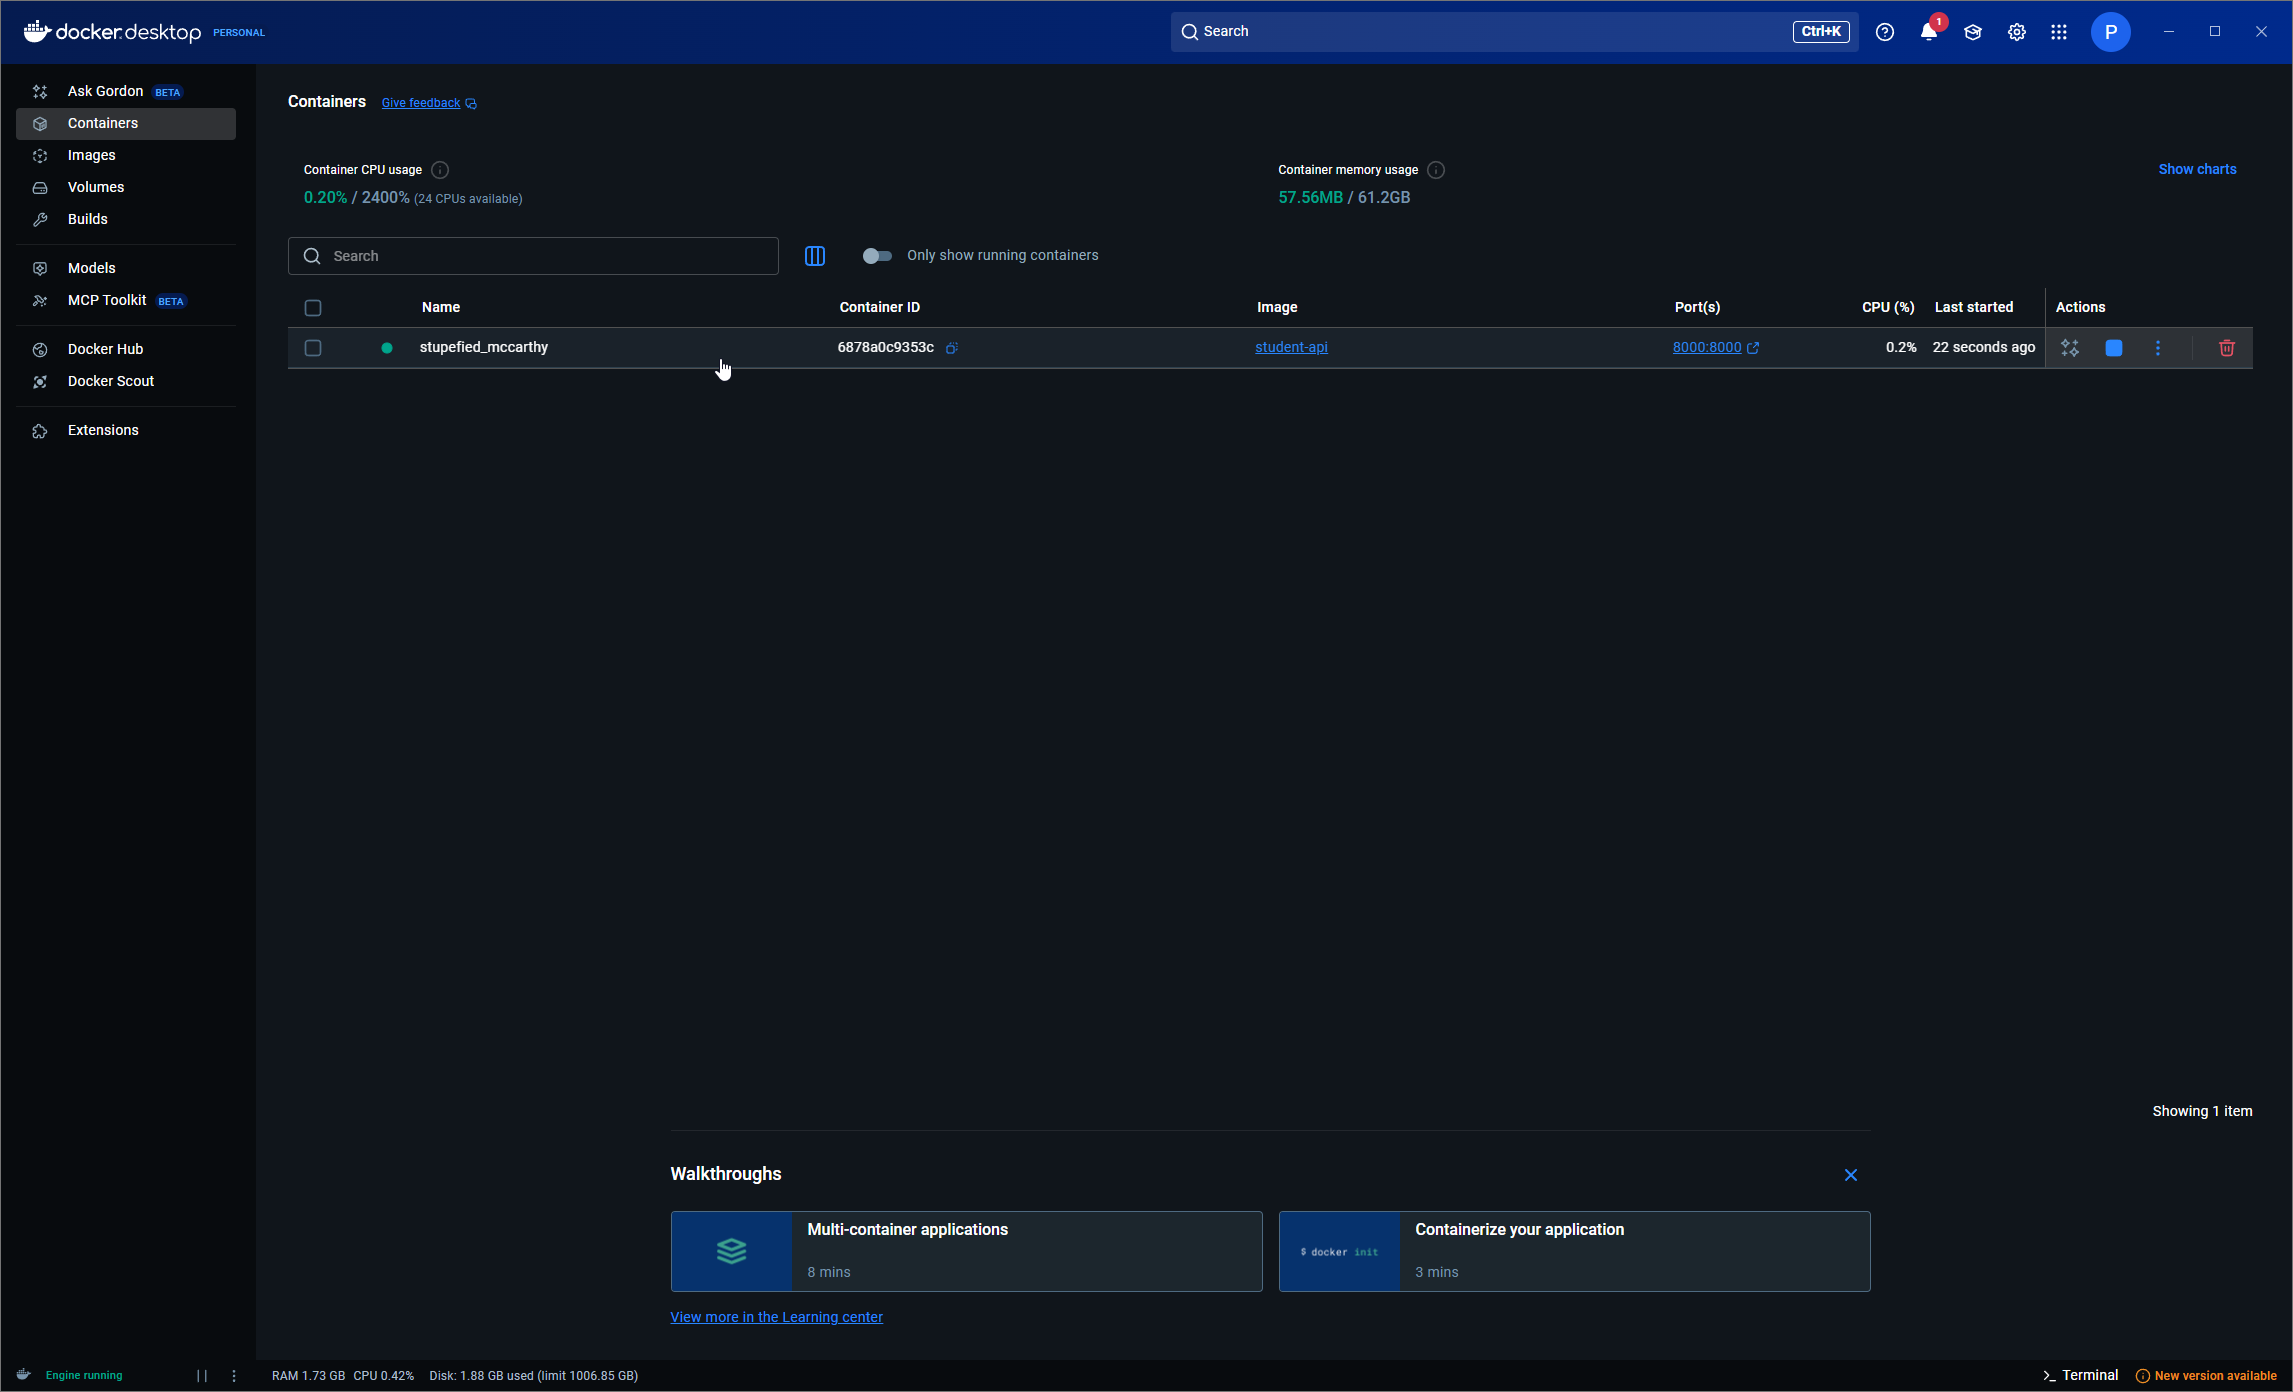 docker desktop PERSONAL
Search Ctrl+K 1 P
Ask Gordon BETA
Containers
Images
Volumes
Builds
Models
MCP Toolkit BETA
Docker Hub
Docker Scout
Extensions
Containers Give feedback
Container CPU usage
0.20% / 2400% (24 CPUs available)
Container memory usage
57.56MB / 61.2GB
Show charts
Search
Only show running containers
Name Container ID Image Port(s) CPU (%) Last started Actions
stupefied_mccarthy 6878a0c9353c student-api 8000:8000 0.2% 22 seconds ago
Showing 1 item
Walkthroughs
Multi-container applications
8 mins
$ docker init
Containerize your application
3 mins
View more in the Learning center
Engine running
RAM 1.73 GB CPU 0.42% Disk: 1.88 GB used (limit 1006.85 GB)
Terminal
New version available